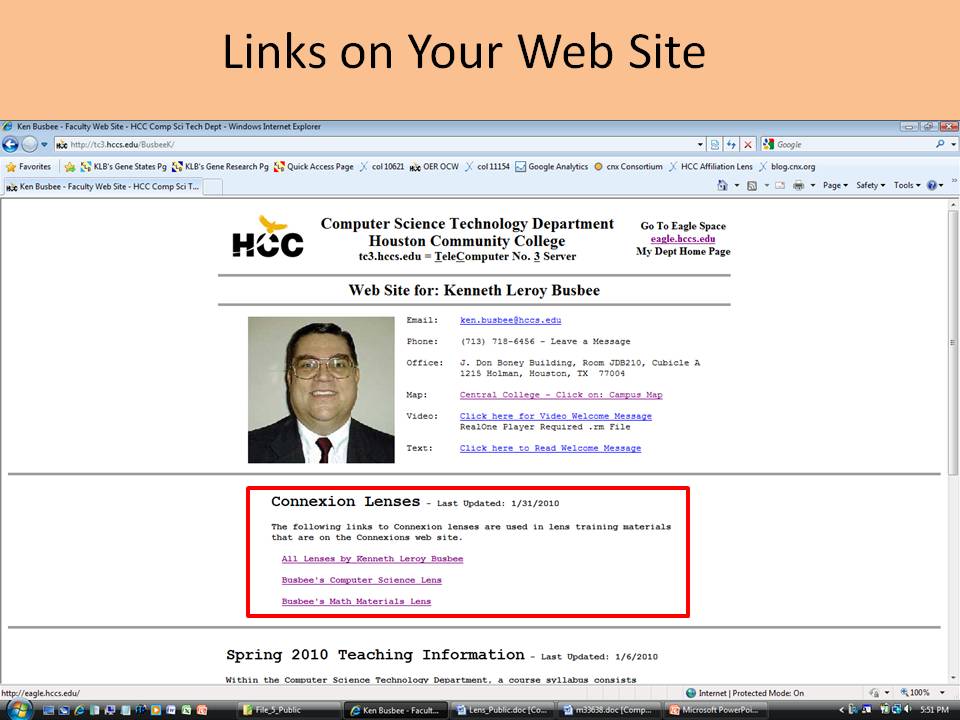 Links on Your Web Site
Ken Busbee - Faculty Web Site - HCC Comp Sci Tech Dept - Windows Internet Explorer
http://tc3.hccs.edu/BusbeeK/
Google
Favorites KLB's Gene States Pg KLB's Gene Research Pg Quick Access Page col 10621 OER OCW col 11154 Google Analytics cnx Consortium HCC Affiliation Lens blog.cnx.org
Ken Busbee - Faculty Web Site - HCC Comp Sci T...
Page Safety Tools
HCC
Computer Science Technology Department
Houston Community College
tc3.hccs.edu = TeleComputer No. 3 Server
Go To Eagle Space
eagle.hccs.edu
My Dept Home Page
Web Site for: Kenneth Leroy Busbee
Email: ken.busbee@hccs.edu
Phone: (713) 718-6456 - Leave a Message
Office: J. Don Boney Building, Room JDB210, Cubicle A
1215 Holman, Houston, TX 77004
Map: Central College - Click on: Campus Map
Video: Click here for Video Welcome Message
RealOne Player Required .rm File
Text: Click here to Read Welcome Message
Connexion Lenses - Last Updated: 1/31/2010
The following links to Connexion lenses are used in lens training materials
that are on the Connexions web site.
All Lenses by Kenneth Leroy Busbee
Busbee's Computer Science Lens
Busbee's Math Materials Lens
Spring 2010 Teaching Information - Last Updated: 1/6/2010
Within the Computer Science Technology Department, a course syllabus consists
http://eagle.hccs.edu/
Internet | Protected Mode: On
100%
File_5_Public
Ken Busbee - Facult...
Lens_Public.doc [Co...
m33638.doc [Comp...
Microsoft PowerPoi...
5:51 PM